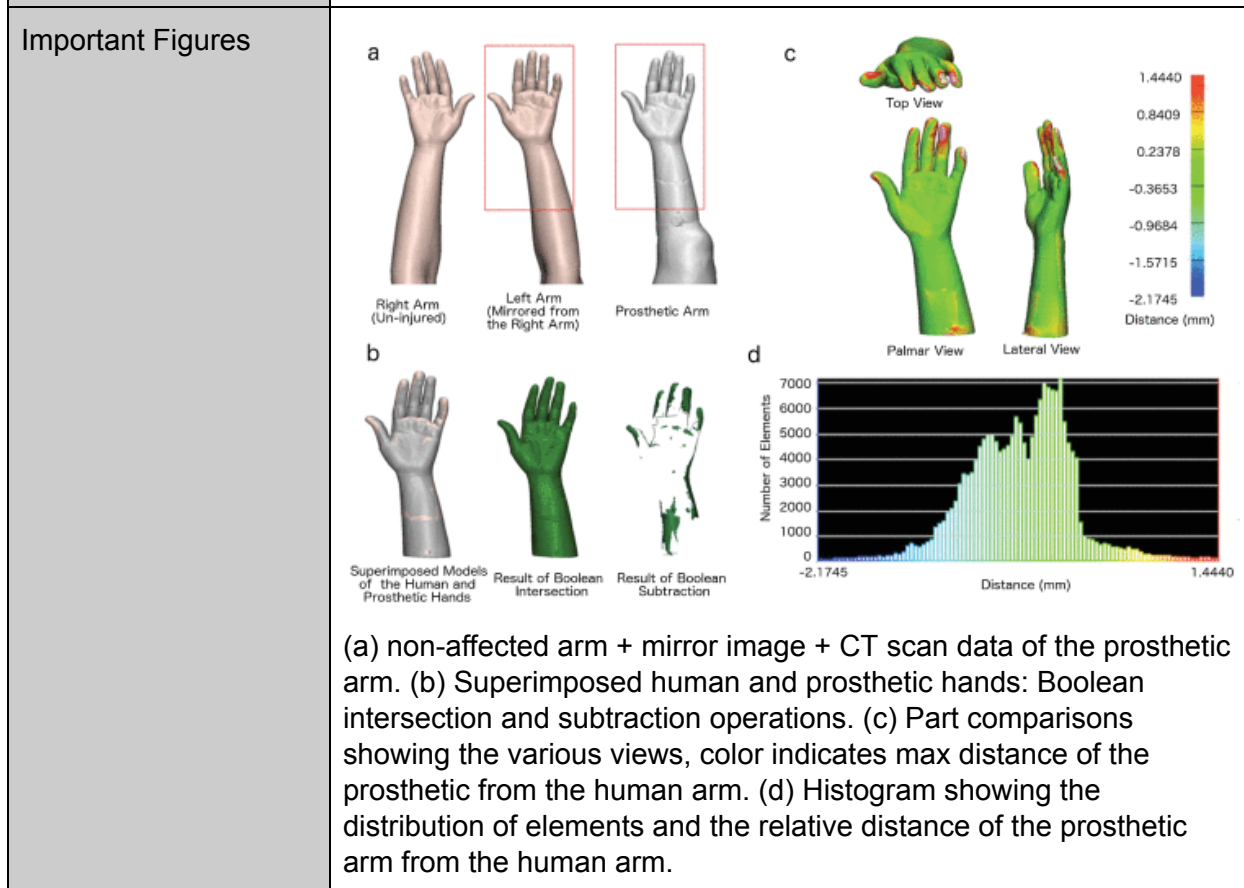 Important Figures
a
Right Arm
(Un-injured)
Left Arm
(Mirrored from
the Right Arm)
Prosthetic Arm
b
Superimposed Models
of the Human and
Prosthetic Hands
Result of Boolean
Intersection
Result of Boolean
Subtraction
c
Top View
Palmar View
Lateral View
1.4440
0.8409
0.2378
-0.3653
-0.9684
-1.5715
-2.1745
Distance (mm)
d
Number of Elements
7000
6000
5000
4000
3000
2000
1000
0
-2.1745
1.4440
Distance (mm)
(a) non-affected arm + mirror image + CT scan data of the prosthetic
arm. (b) Superimposed human and prosthetic hands: Boolean
intersection and subtraction operations. (c) Part comparisons
showing the various views, color indicates max distance of the
prosthetic from the human arm. (d) Histogram showing the
distribution of elements and the relative distance of the prosthetic
arm from the human arm.